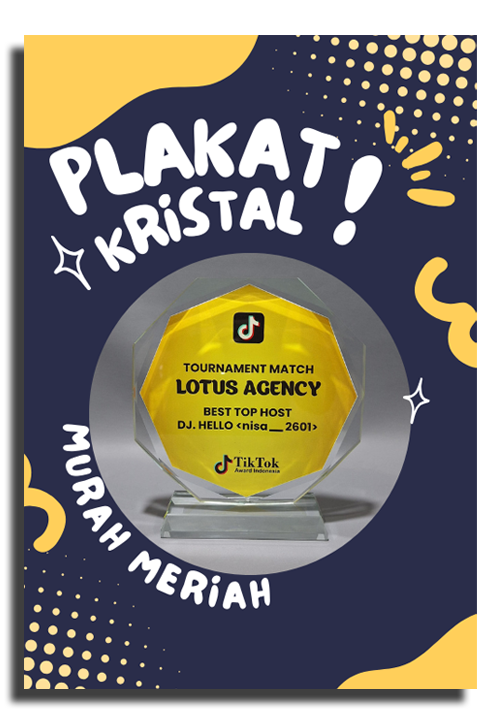 PLAKAT
KRiSTAL !
TOURNAMENT MATCH
LOTUS AGENCY
BEST TOP HOST
DJ. HELLO <nisa__2601>
TikTok
Award Indonesia
MURAH MERiAH